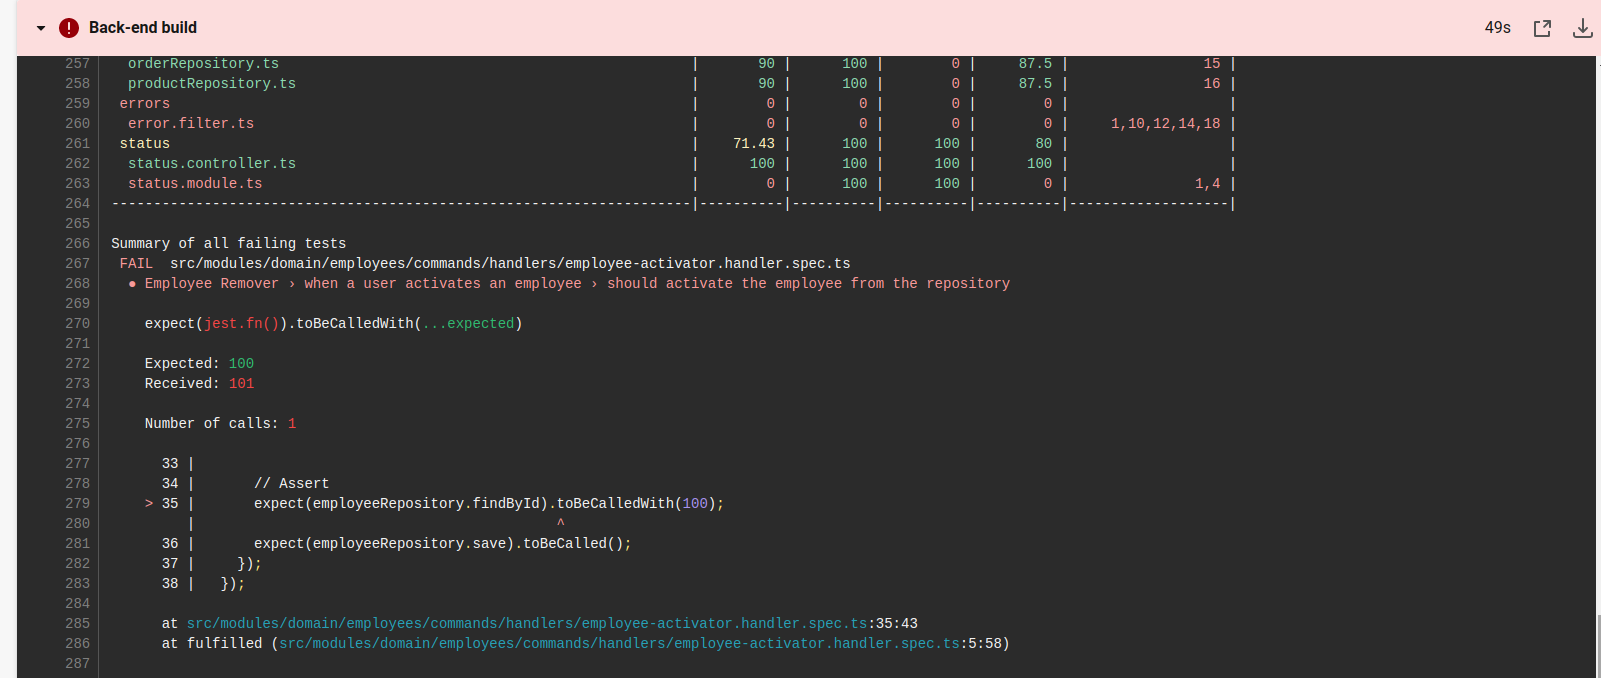 Back-end build 49s
257 orderRepository.ts | 90 | 100 | 0 | 87.5 | 15 |
258 productRepository.ts | 90 | 100 | 0 | 87.5 | 16 |
259 errors | 0 | 0 | 0 | 0 | |
260 error.filter.ts | 0 | 0 | 0 | 0 | 1,10,12,14,18 |
261 status | 71.43 | 100 | 100 | 80 | |
262 status.controller.ts | 100 | 100 | 100 | 100 | |
263 status.module.ts | 0 | 100 | 100 | 0 | 1,4 |
264 ---------------------------------------------------------------------|----------|----------|----------|----------|-------------------|
265
266 Summary of all failing tests
267 FAIL src/modules/domain/employees/commands/handlers/employee-activator.handler.spec.ts
268 ● Employee Remover › when a user activates an employee › should activate the employee from the repository
269
270 expect(jest.fn()).toBeCalledWith(...expected)
271
272 Expected: 100
273 Received: 101
274
275 Number of calls: 1
276
277 33 |
278 34 | // Assert
279 > 35 | expect(employeeRepository.findById).toBeCalledWith(100);
280 | ^
281 36 | expect(employeeRepository.save).toBeCalled();
282 37 | });
283 38 | });
284
285 at src/modules/domain/employees/commands/handlers/employee-activator.handler.spec.ts:35:43
286 at fulfilled (src/modules/domain/employees/commands/handlers/employee-activator.handler.spec.ts:5:58)
287